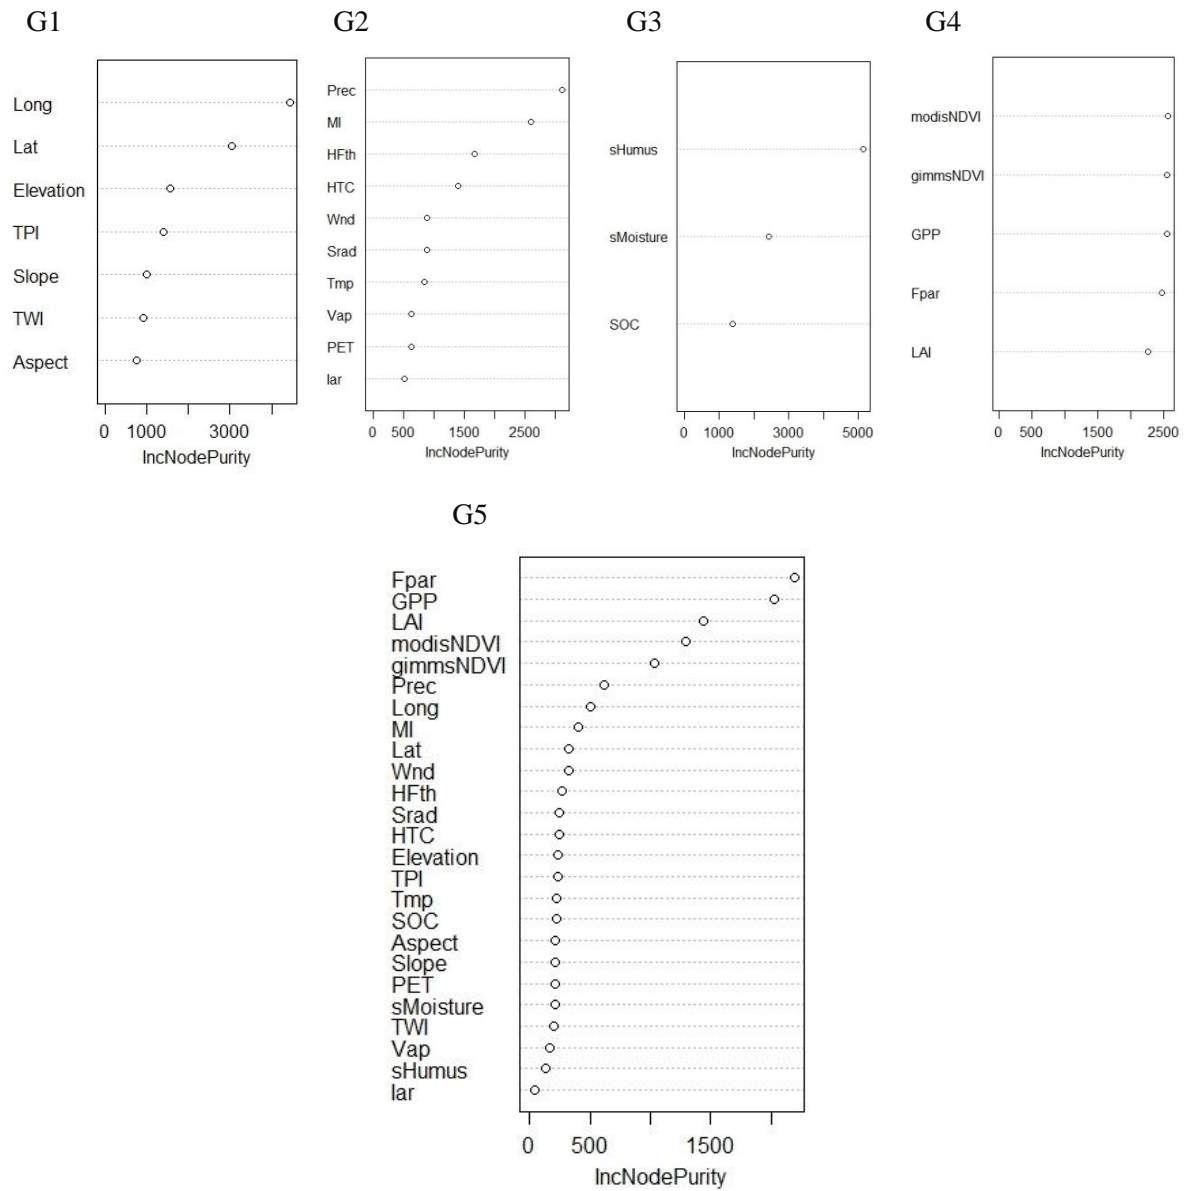 G1
Long
Lat
Elevation
TPI
Slope
TWI
Aspect
0 1000 3000
IncNodePurity
G2
Prec
MI
HFth
HTC
Wnd
Srad
Tmp
Vap
PET
Iar
0 500 1500 2500
IncNodePurity
G3
sHumus
sMoisture
SOC
0 1000 3000 5000
IncNodePurity
G4
modisNDVI
gimmsNDVI
GPP
Fpar
LAI
0 500 1500 2500
IncNodePurity
G5
Fpar
GPP
LAI
modisNDVI
gimmsNDVI
Prec
Long
MI
Lat
Wnd
HFth
Srad
HTC
Elevation
TPI
Tmp
SOC
Aspect
Slope
PET
sMoisture
TWI
Vap
sHumus
Iar
0 500 1500
IncNodePurity